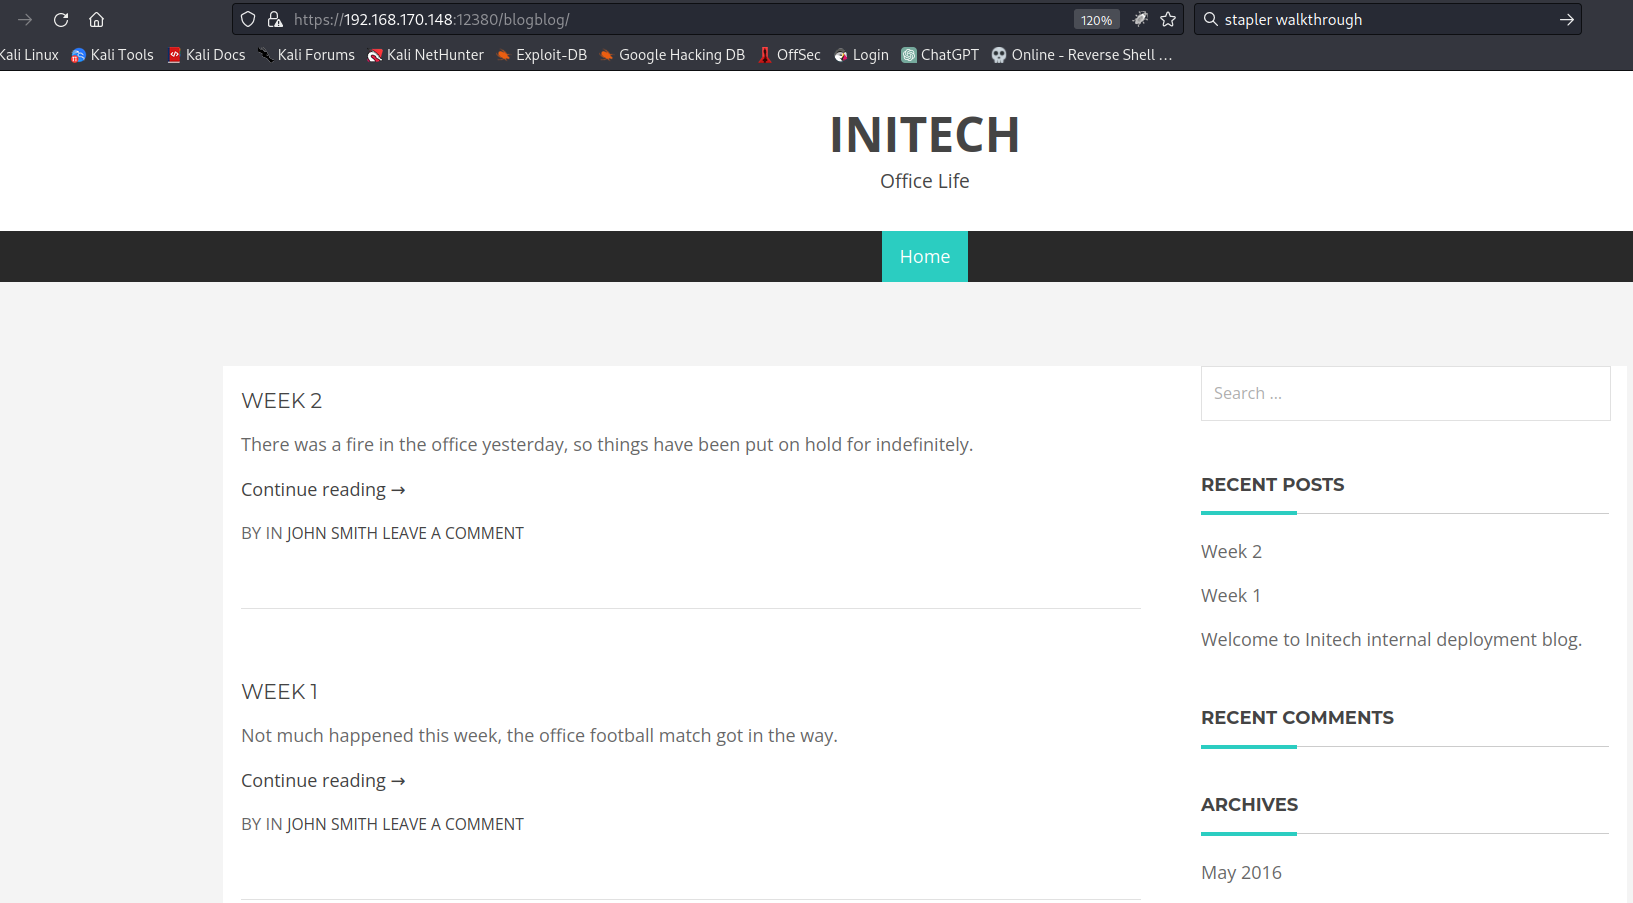 https://192.168.170.148:12380/blogblog/
120%
stapler walkthrough
Kali Linux Kali Tools Kali Docs Kali Forums Kali NetHunter Exploit-DB Google Hacking DB OffSec Login ChatGPT Online - Reverse Shell ...
INITECH
Office Life
Home
WEEK 2
There was a fire in the office yesterday, so things have been put on hold for indefinitely.
Continue reading →
BY IN JOHN SMITH LEAVE A COMMENT
WEEK 1
Not much happened this week, the office football match got in the way.
Continue reading →
BY IN JOHN SMITH LEAVE A COMMENT
Search ...
RECENT POSTS
Week 2
Week 1
Welcome to Initech internal deployment blog.
RECENT COMMENTS
ARCHIVES
May 2016